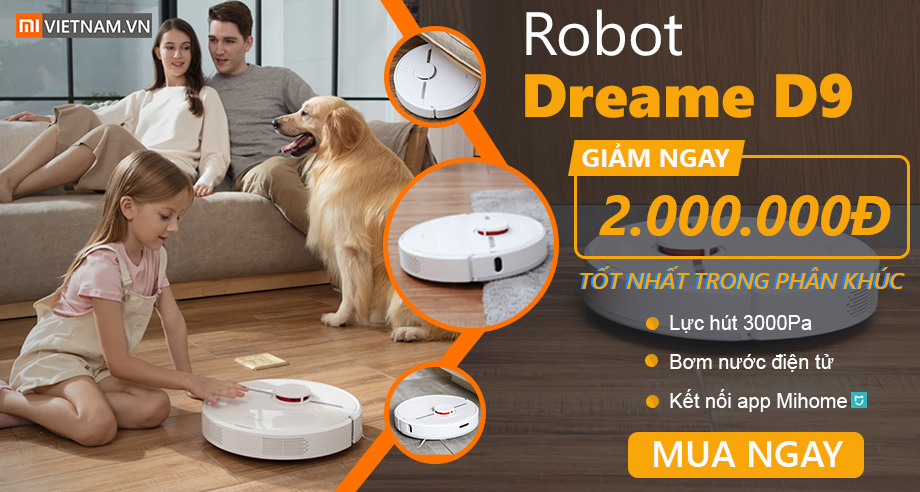 mi VIETNAM.VN
Robot
Dreame D9
GIẢM NGAY
2.000.000Đ
TỐT NHẤT TRONG PHÂN KHÚC
Lực hút 3000Pa
Bơm nước điện tử
Kết nối app Mihome
MUA NGAY